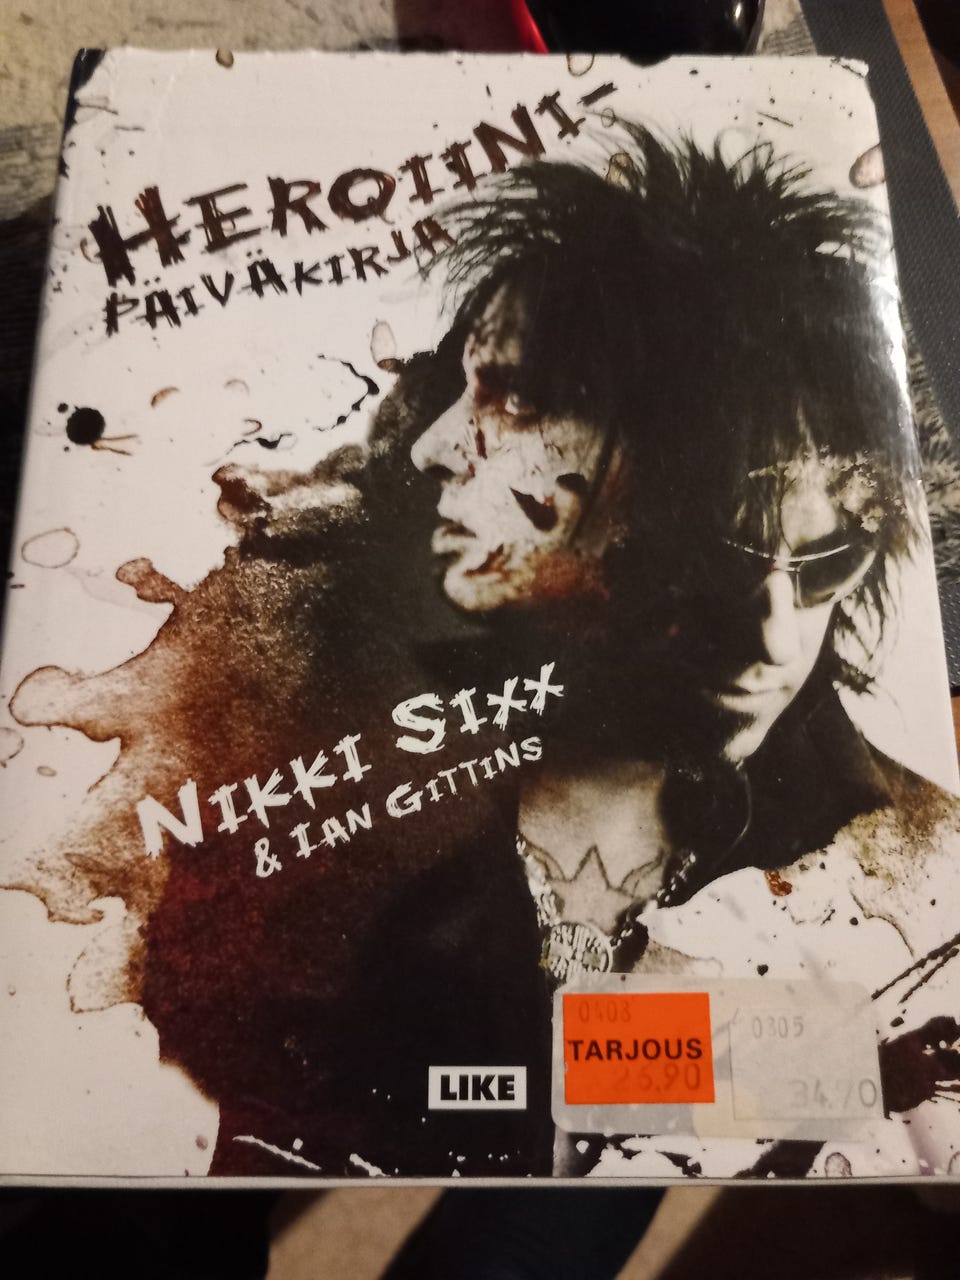 HEROIINI-
PÄIVÄKIRJA
NIKKI SIXX
& IAN GITTINS
LIKE
0408
TARJOUS
26.90
0305
34.70